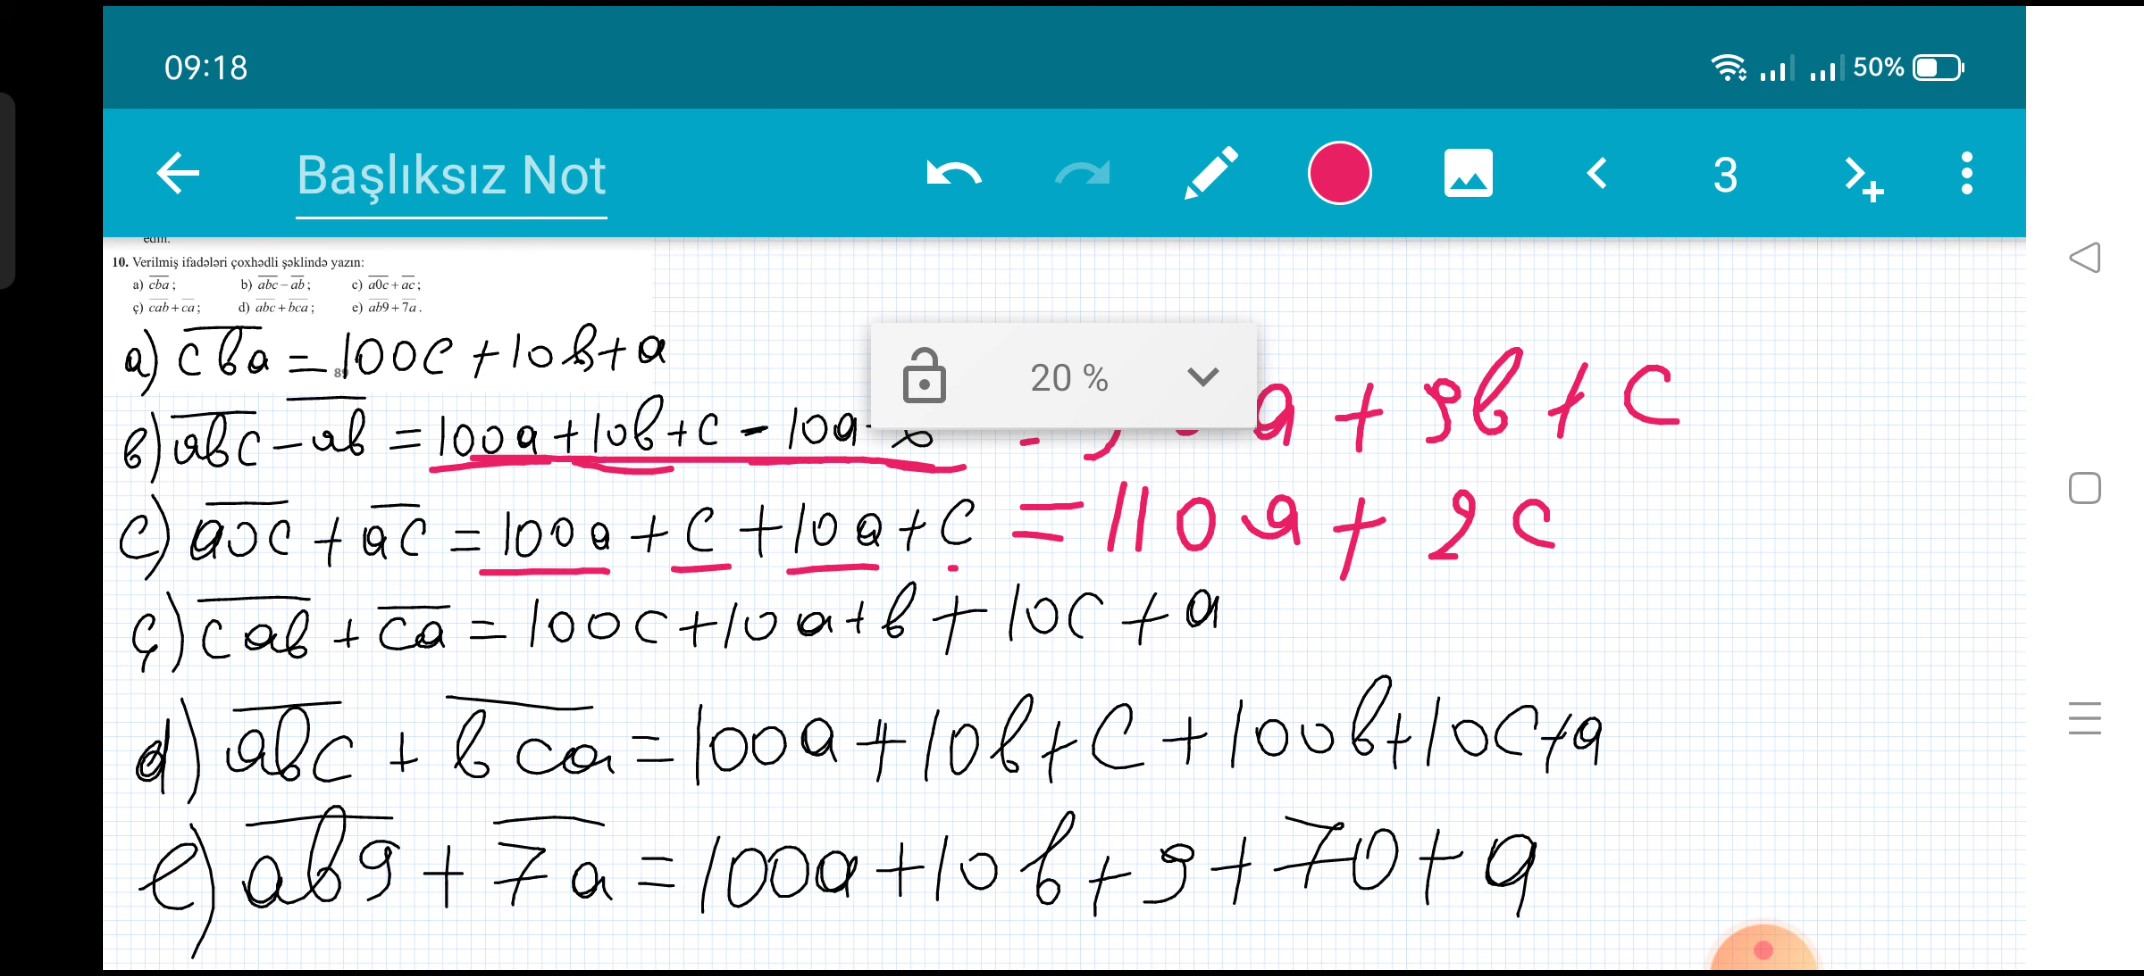 09:18
50%
Başlıksız Not
3
edin.
10. Verilmiş ifadələri çoxhədli şəklində yazın:
a) cba; b) abc – ab; c) a0c + ac;
ç) cab + ca; d) abc + bca; e) ab9 + 7a.
20 %
a) cba = 100c + 10b + a
89
b) abc - ab = 100a + 10b + c - 10a a + 9b + c
c) a0c + ac = 100a + c + 10a + c = 110a + 2c
ç) cab + ca = 100c + 10a + b + 10c + a
d) abc + bca = 100a + 10b + c + 100b + 10c + a
e) ab9 + 7a = 100a + 10b + 9 + 70 + a